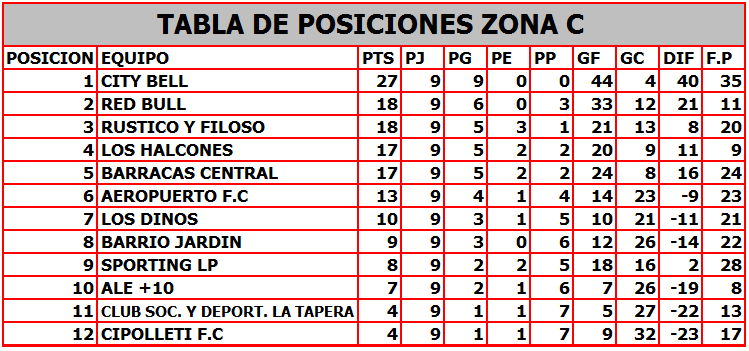 TABLA DE POSICIONES ZONA C
POSICION EQUIPO PTS PJ PG PE PP GF GC DIF F.P
1 CITY BELL 27 9 9 0 0 44 4 40 35
2 RED BULL 18 9 6 0 3 33 12 21 11
3 RUSTICO Y FILOSO 18 9 5 3 1 21 13 8 20
4 LOS HALCONES 17 9 5 2 2 20 9 11 9
5 BARRACAS CENTRAL 17 9 5 2 2 24 8 16 24
6 AEROPUERTO F.C 13 9 4 1 4 14 23 -9 23
7 LOS DINOS 10 9 3 1 5 10 21 -11 21
8 BARRIO JARDIN 9 9 3 0 6 12 26 -14 22
9 SPORTING LP 8 9 2 2 5 18 16 2 28
10 ALE +10 7 9 2 1 6 7 26 -19 8
11 CLUB SOC. Y DEPORT. LA TAPERA 4 9 1 1 7 5 27 -22 13
12 CIPOLLETI F.C 4 9 1 1 7 9 32 -23 17